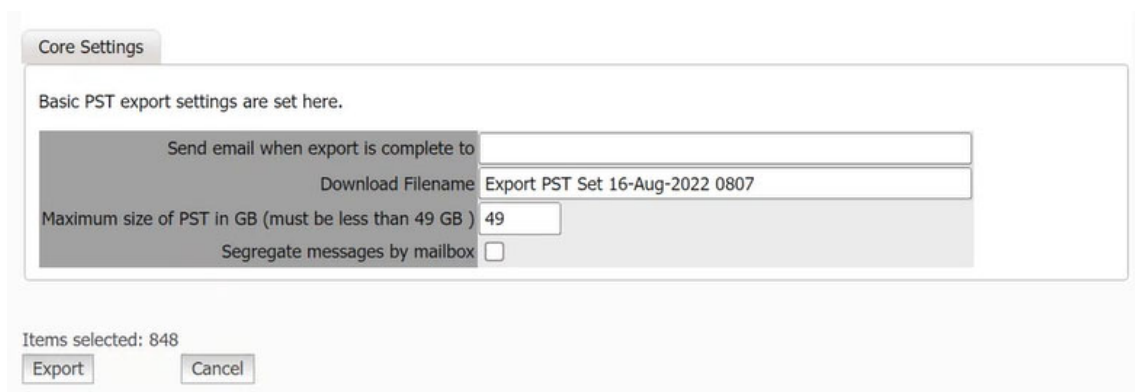 Core Settings
Basic PST export settings are set here.
Send email when export is complete to
Download Filename Export PST Set 16-Aug-2022 0807
Maximum size of PST in GB (must be less than 49 GB ) 49
Segregate messages by mailbox
Items selected: 848
Export Cancel